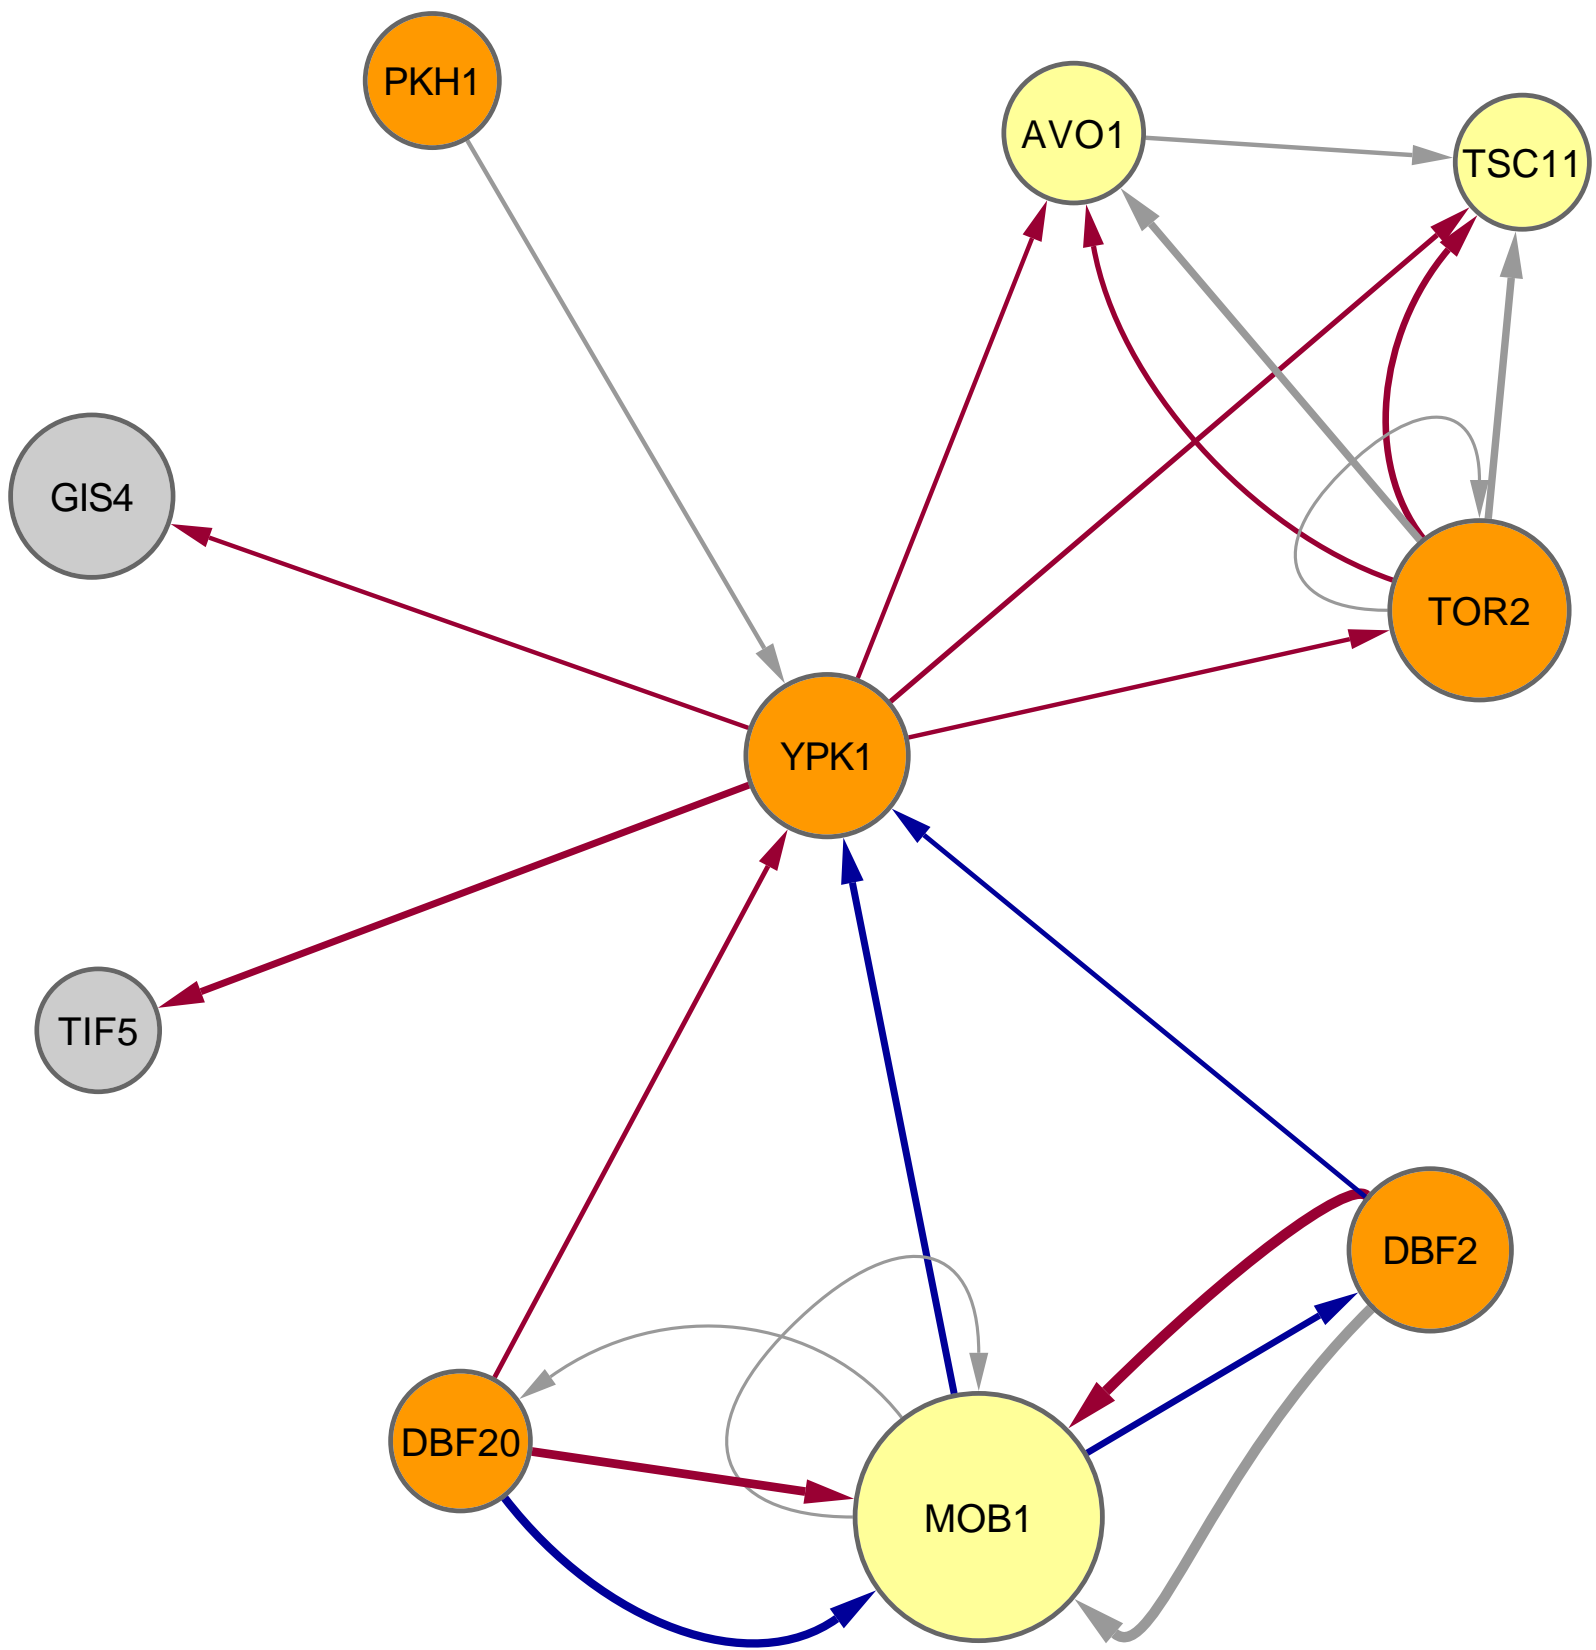 PKH1
AVO1
TSC11
GIS4
TOR2
YPK1
TIF5
DBF2
DBF20
MOB1